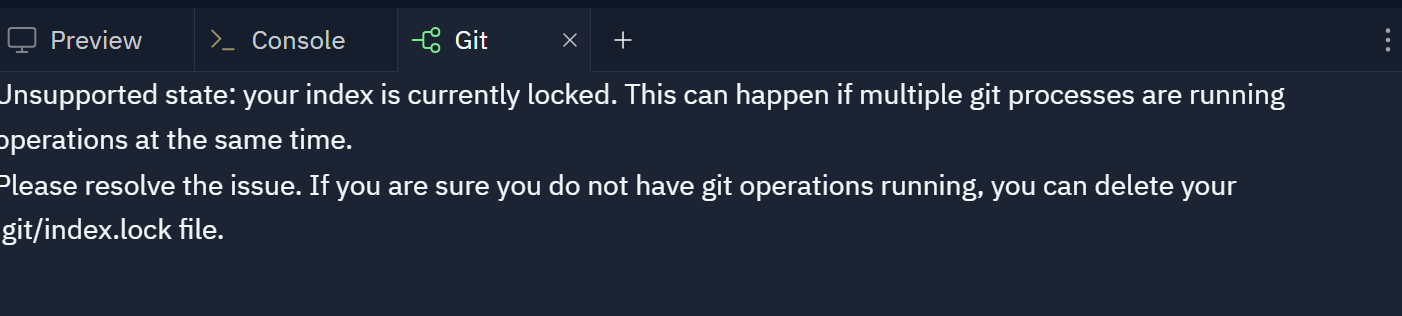 Preview
Console
Git
Unsupported state: your index is currently locked. This can happen if multiple git processes are running
operations at the same time.
Please resolve the issue. If you are sure you do not have git operations running, you can delete your
git/index.lock file.